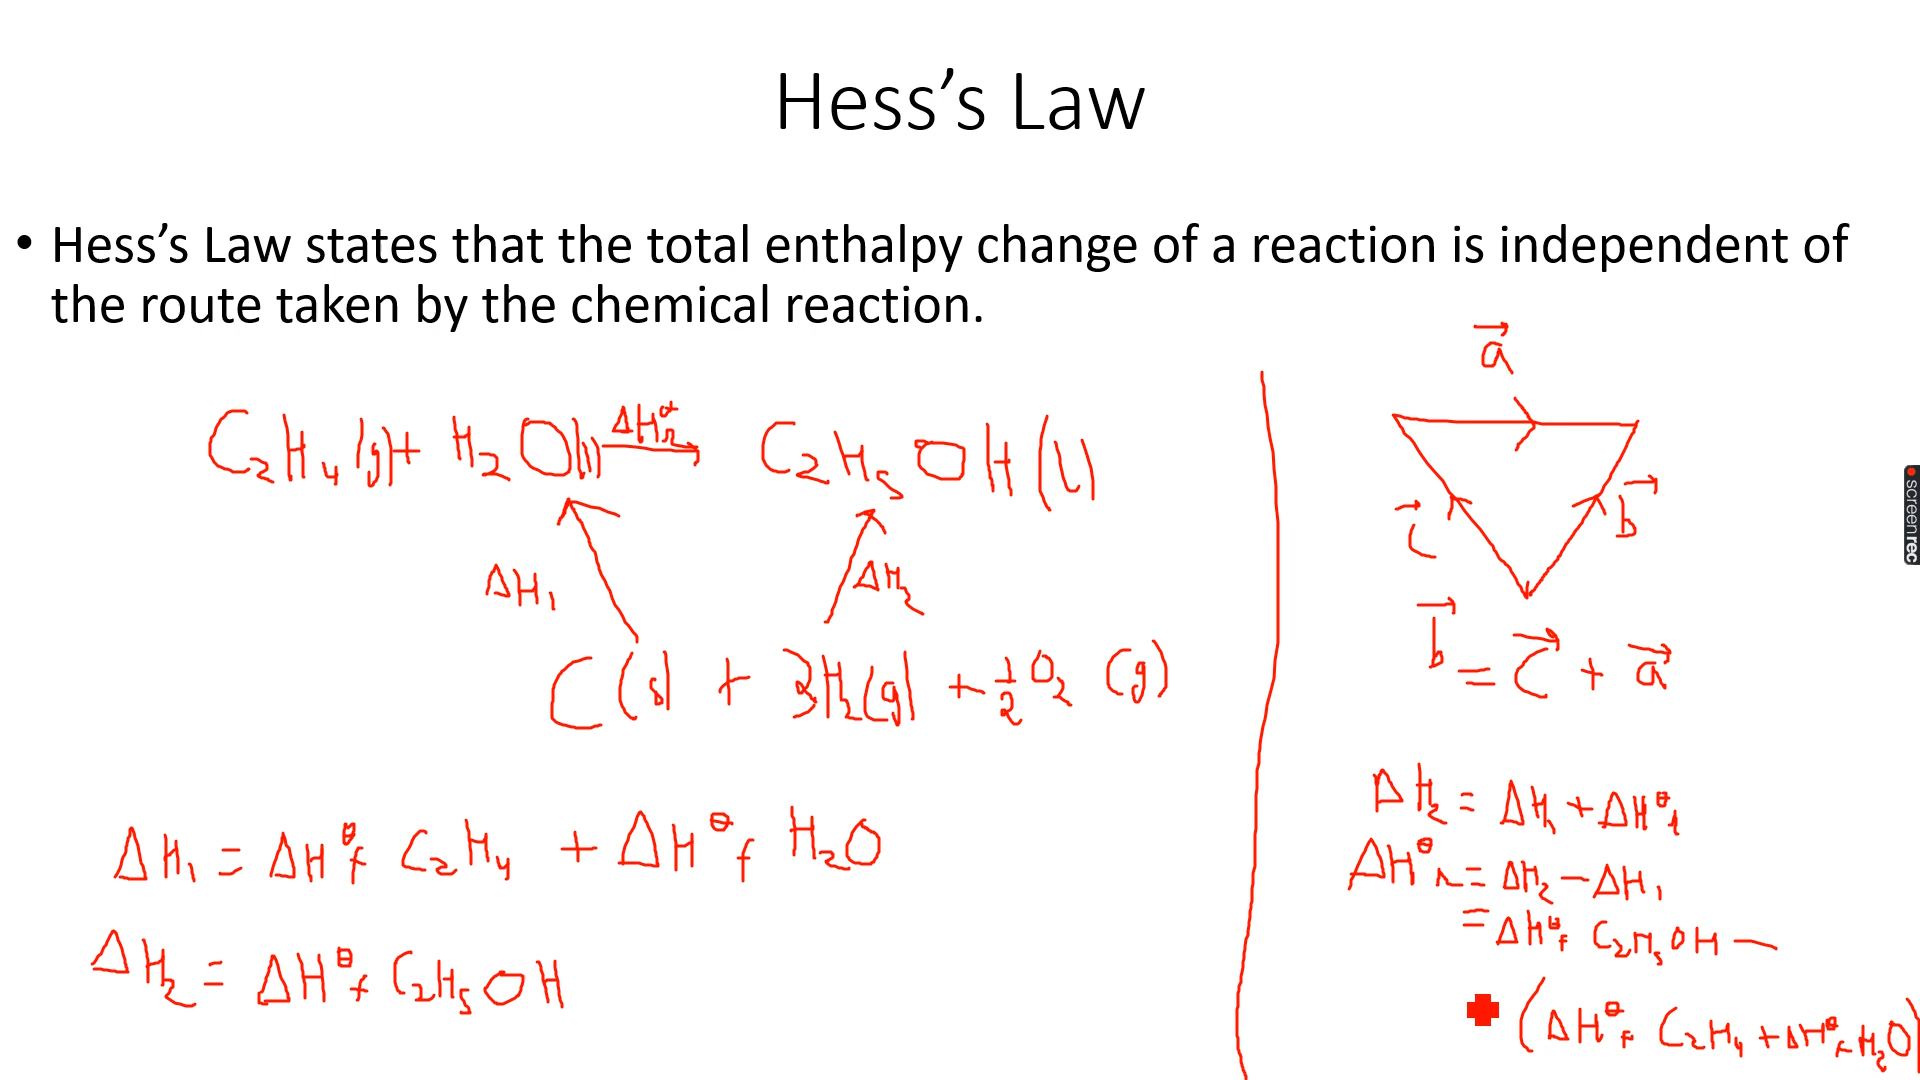 Hess’s Law
• Hess’s Law states that the total enthalpy change of a reaction is independent of
the route taken by the chemical reaction.
C₂H₄(g) + H₂O(l) → C₂H₅OH(l)
ΔH₁
ΔH₂
C(s) + 3H₂(g) + ½O₂ (g)
ΔH₁ = ΔH°f C₂H₄ + ΔH°f H₂O
ΔH₂ = ΔH°f C₂H₅OH
a⃗
c⃗
b⃗
b⃗ = c⃗ + a⃗
ΔH₂ = ΔH₁ + ΔH°r
ΔH°r = ΔH₂ − ΔH₁
= ΔH°f C₂H₅OH −
(ΔH°f C₂H₄ + ΔH°f H₂O)
screenrec